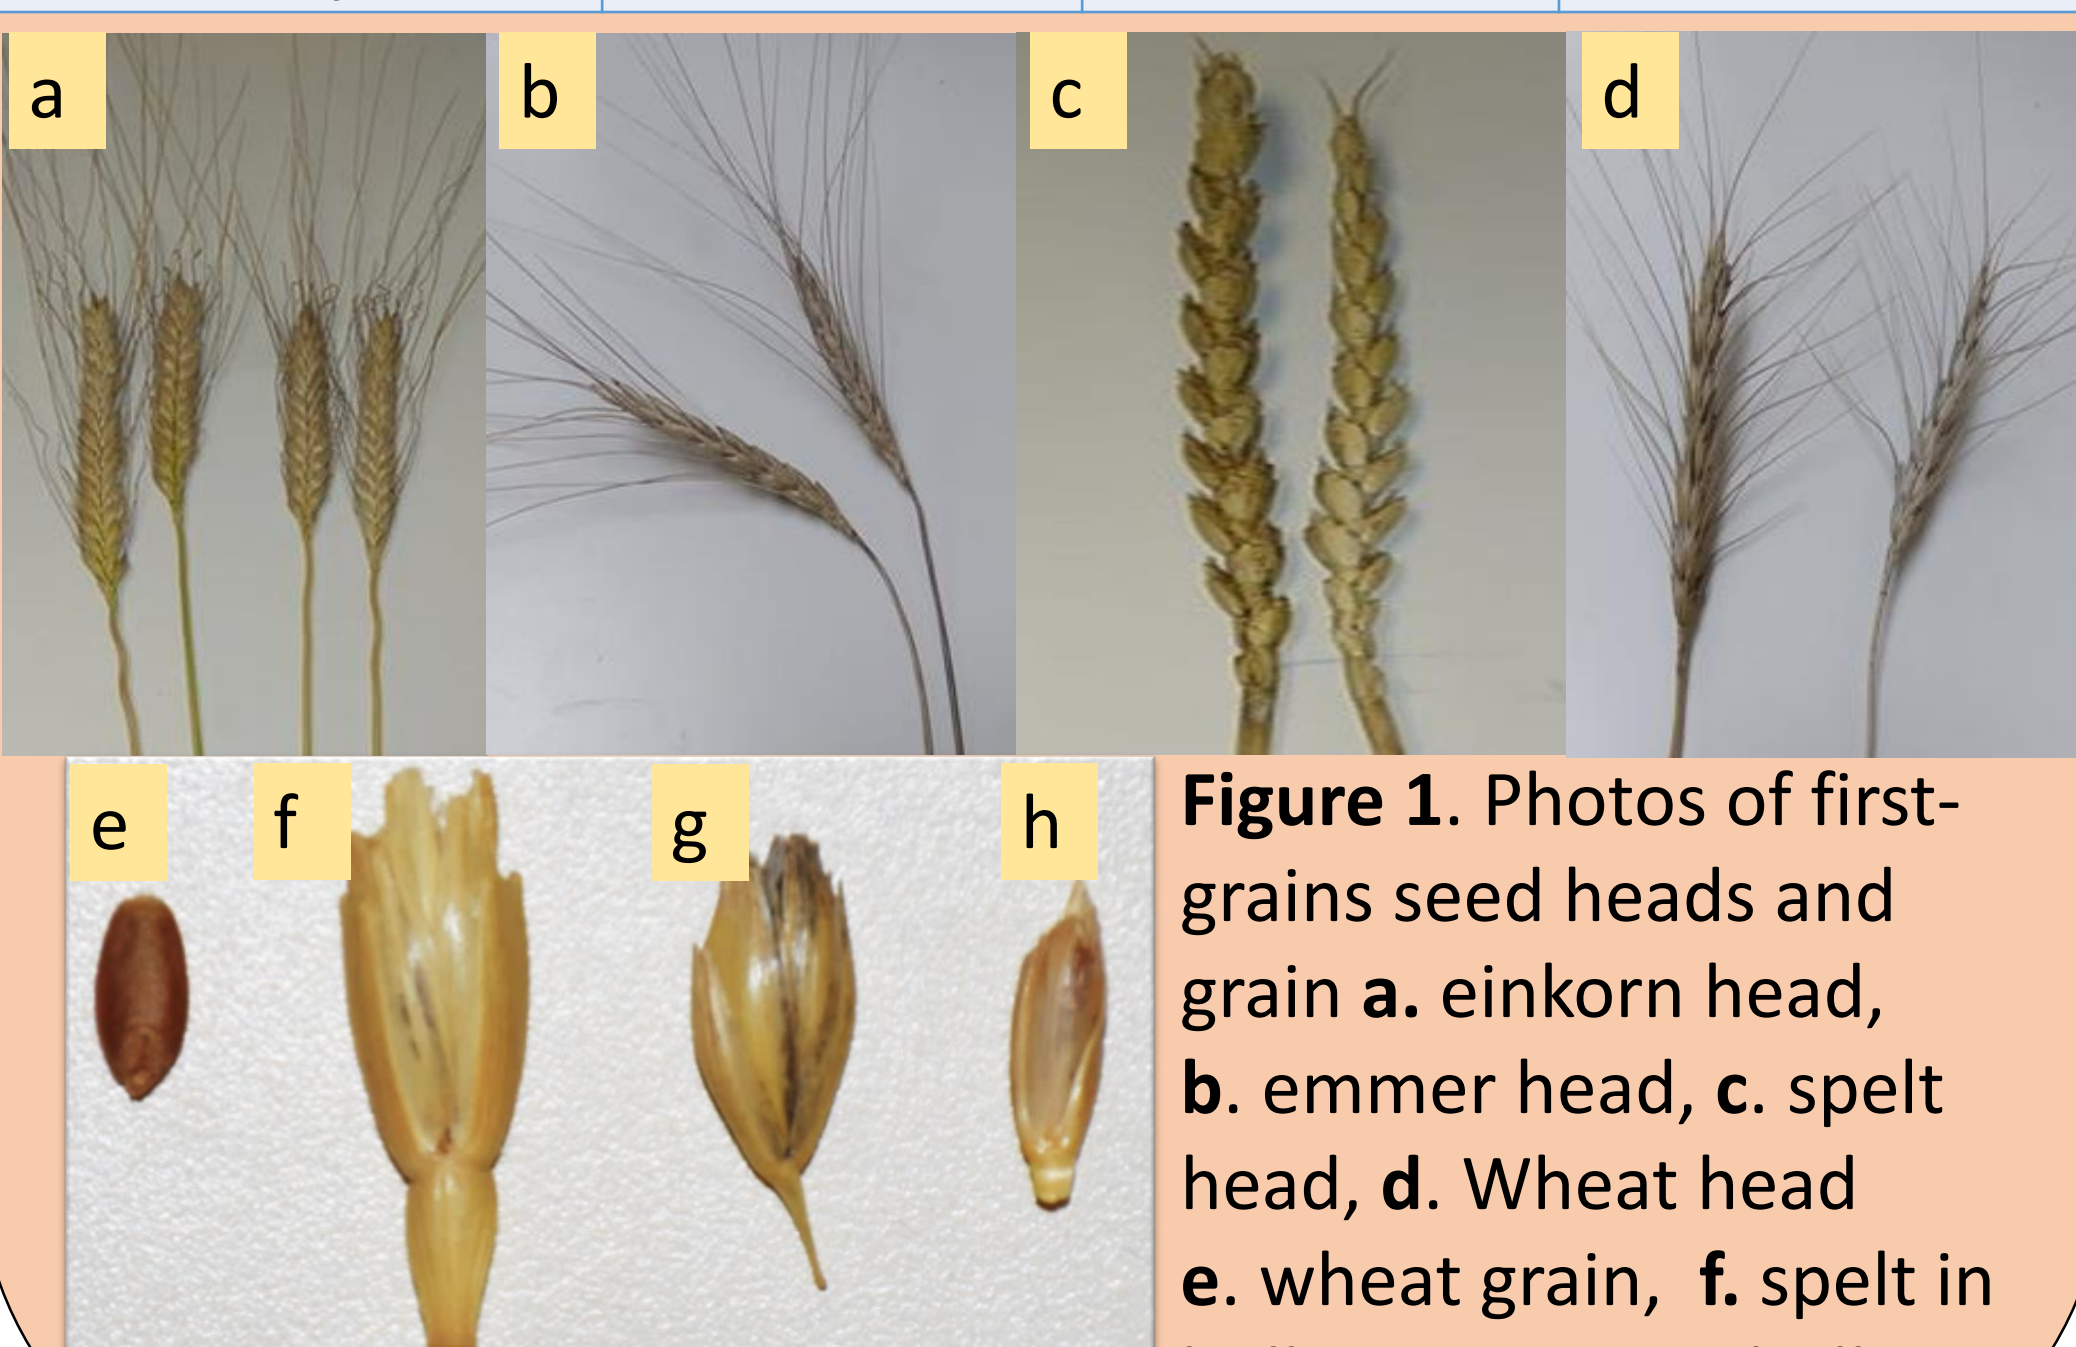 a b c d
e f g h
Figure 1. Photos of first-
grains seed heads and
grain a. einkorn head,
b. emmer head, c. spelt
head, d. Wheat head
e. wheat grain, f. spelt in